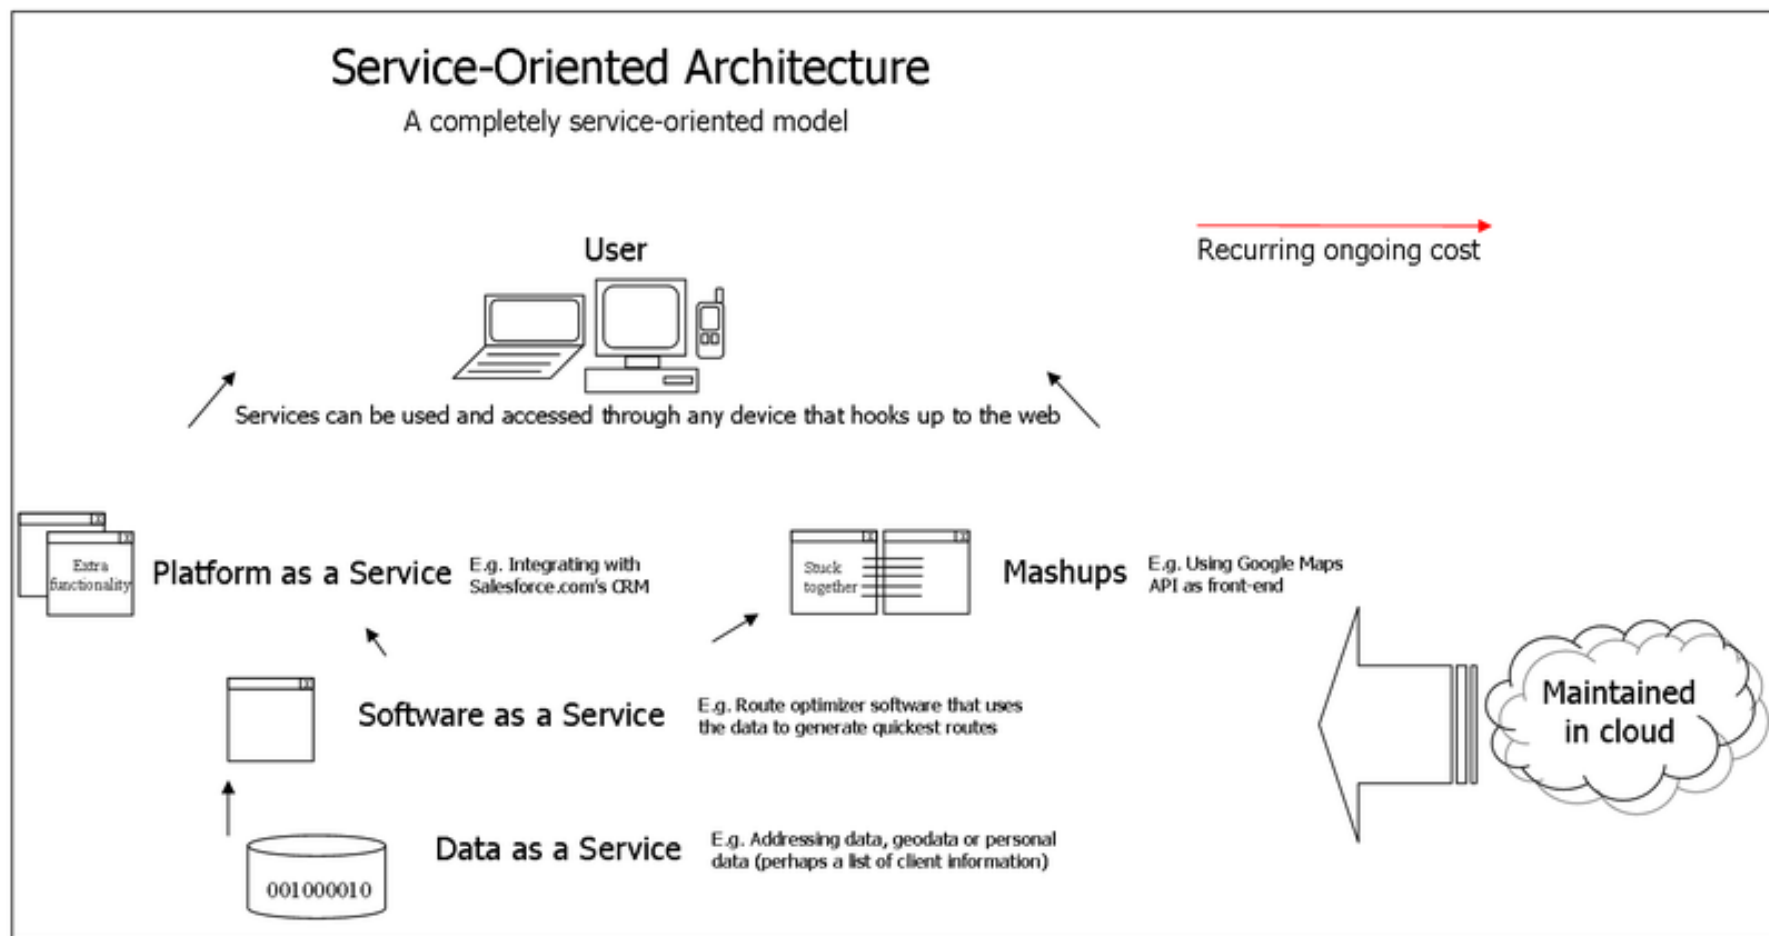 Service-Oriented Architecture
A completely service-oriented model
User
Recurring ongoing cost
Services can be used and accessed through any device that hooks up to the web
X
X
Extra
functionality
Platform as a Service
E.g. Integrating with
Salesforce.com's CRM
X
X
Stuck
together
Mashups
E.g. Using Google Maps
API as front-end
X
Software as a Service
E.g. Route optimizer software that uses
the data to generate quickest routes
Maintained
in cloud
Data as a Service
E.g. Addressing data, geodata or personal
data (perhaps a list of client information)
001000010